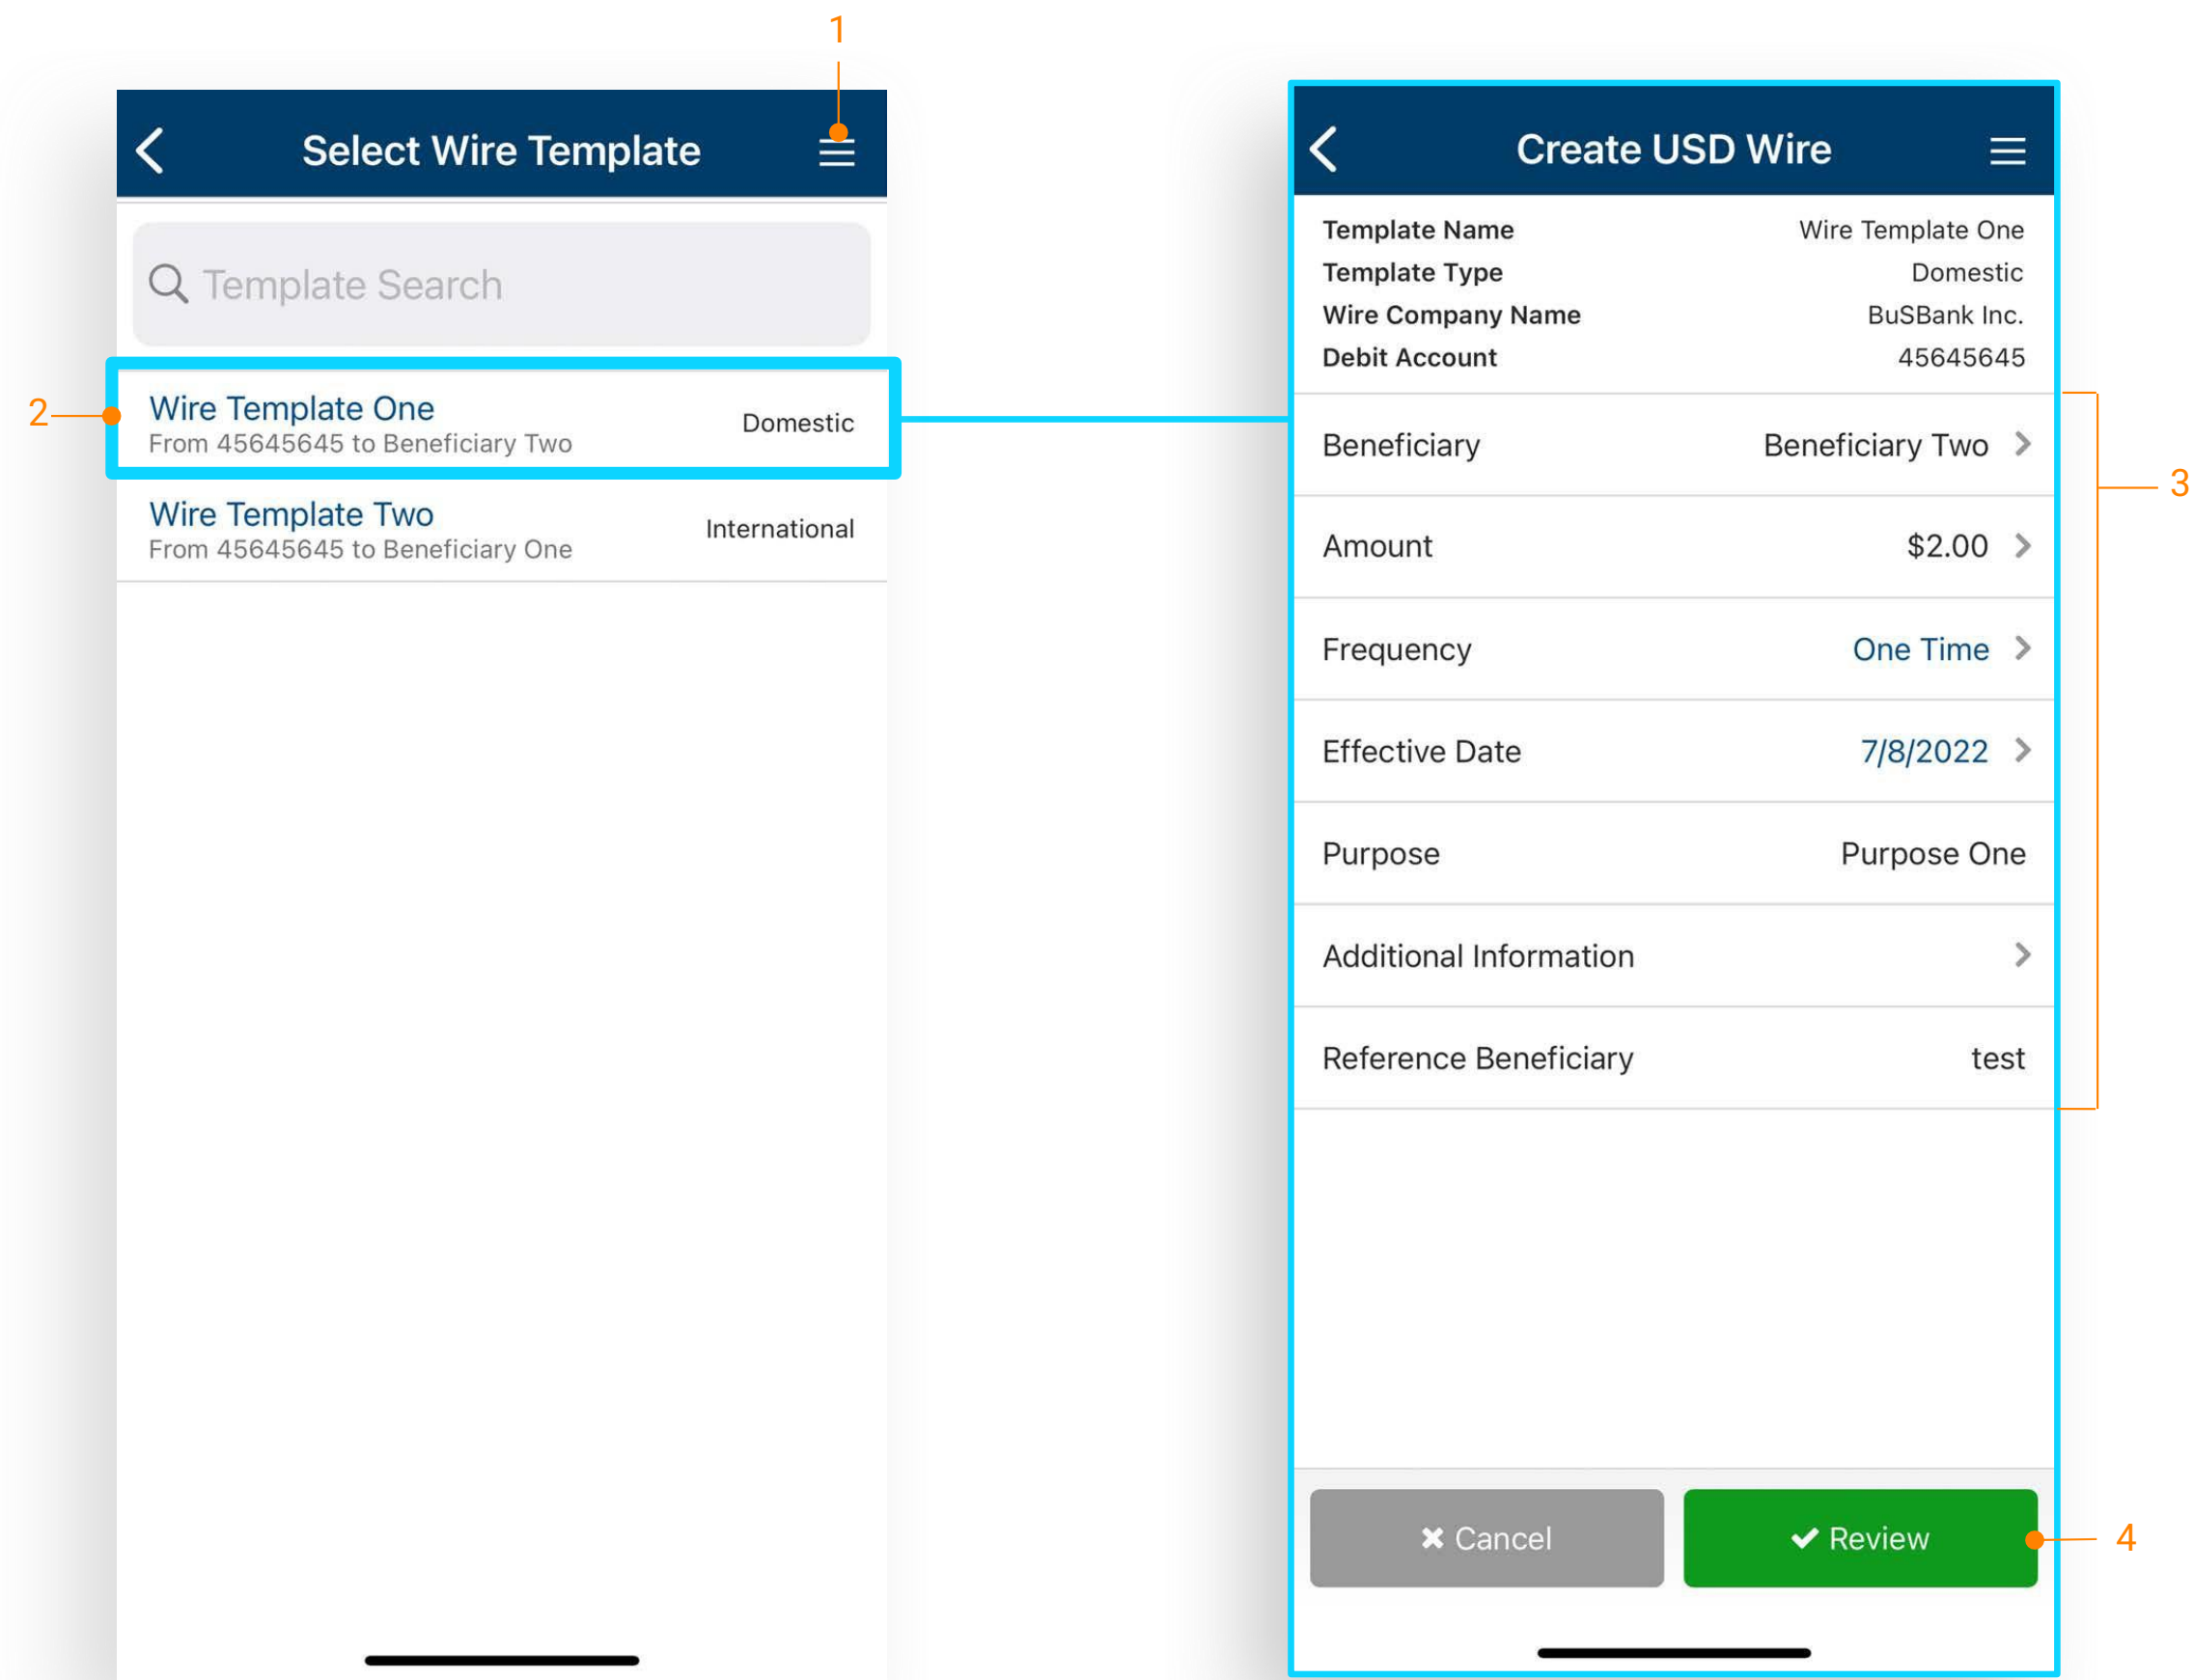 1
Select Wire Template
Template Search
2
Wire Template One
Domestic
From 45645645 to Beneficiary Two
Wire Template Two
International
From 45645645 to Beneficiary One
Create USD Wire
Template Name Wire Template One
Template Type Domestic
Wire Company Name BuSBank Inc.
Debit Account 45645645
Beneficiary Beneficiary Two
3
Amount $2.00
Frequency One Time
Effective Date 7/8/2022
Purpose Purpose One
Additional Information
Reference Beneficiary test
Cancel
Review
4